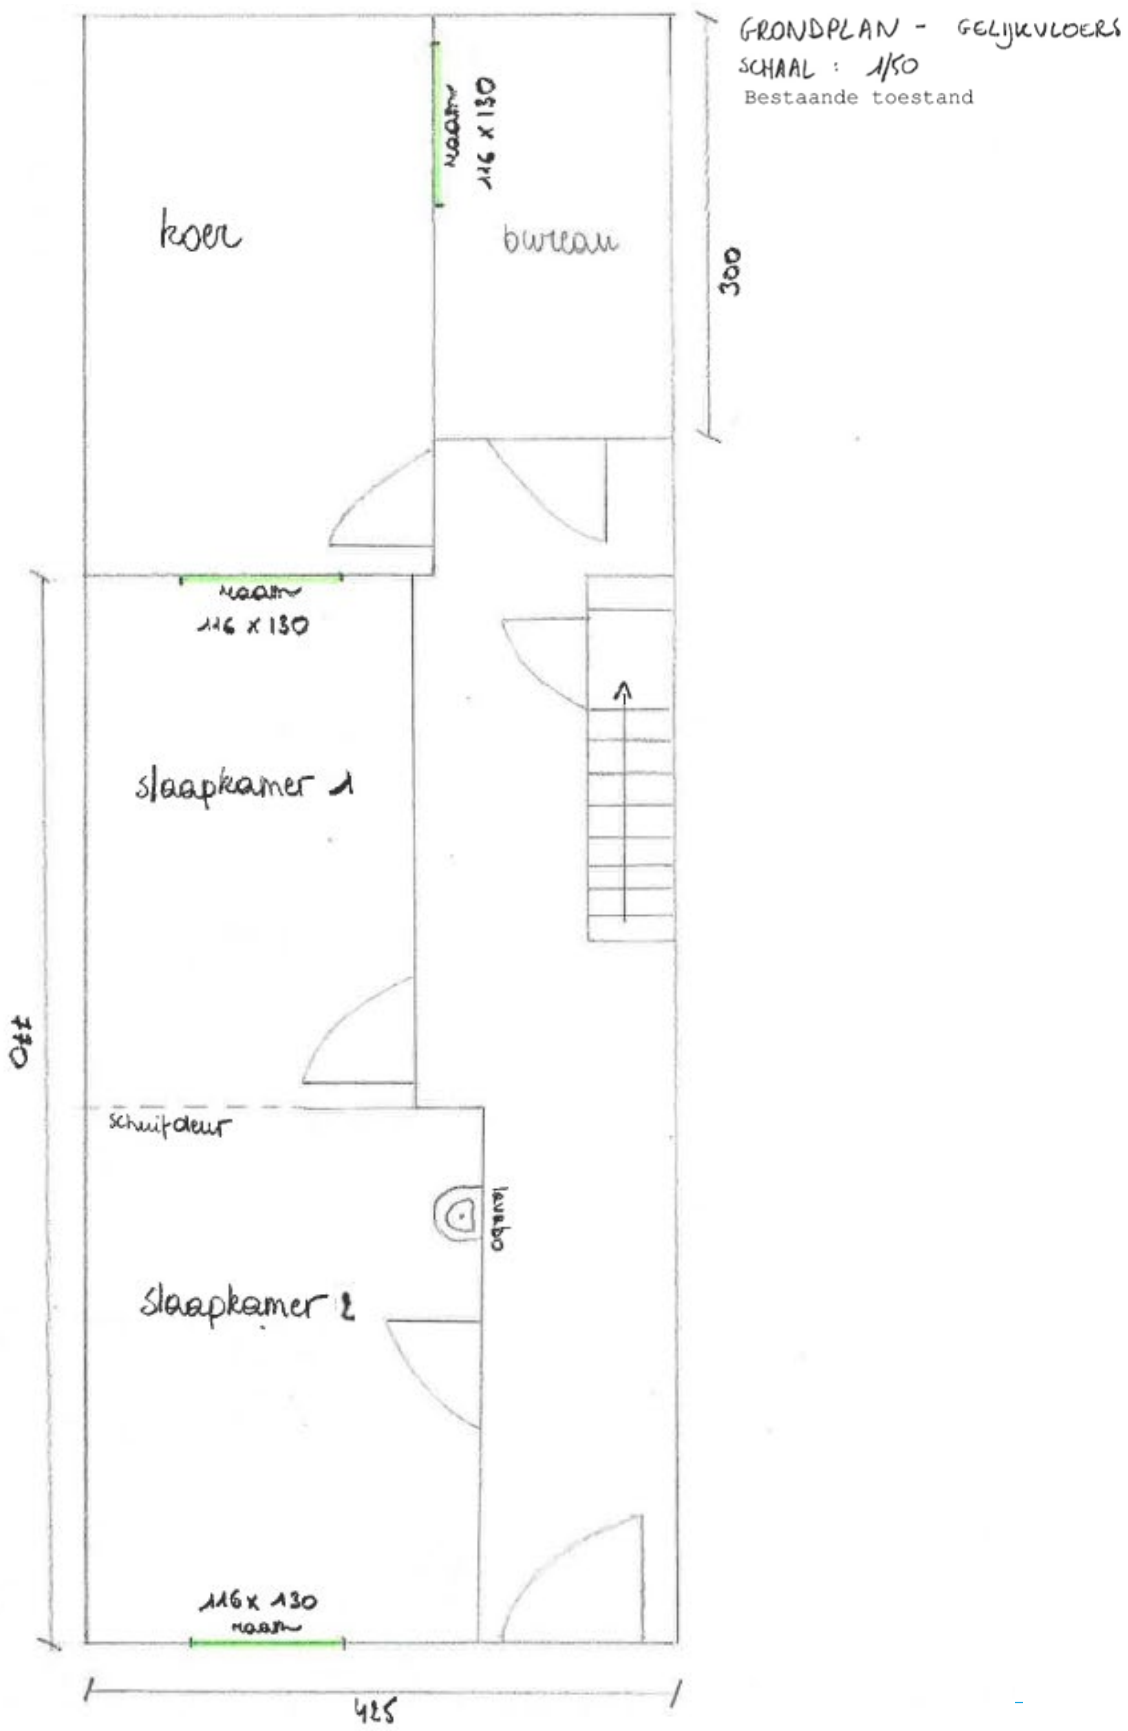 GRONDPLAN - GELIJKVLOERS
SCHAAL : 1/50
Bestaande toestand
raam
116 x 130
koer
bureau
300
raam
116 x 130
slaapkamer 1
770
schuifdeur
lavabo
slaapkamer 2
116 x 130
raam
425